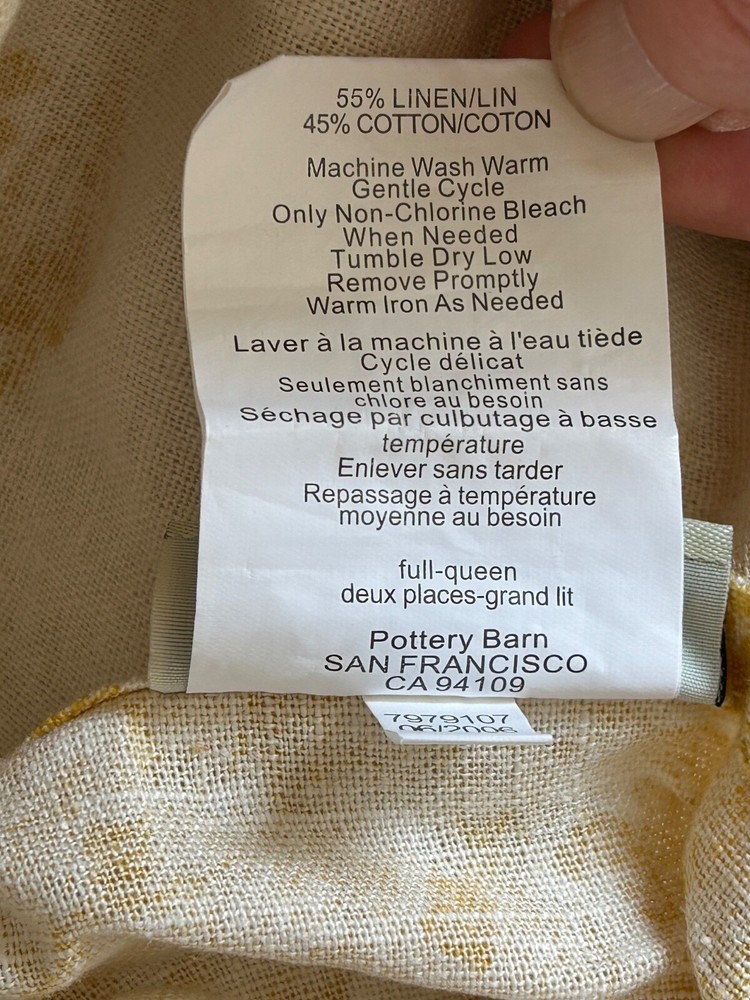 55% LINEN/LIN
45% COTTON/COTON
Machine Wash Warm
Gentle Cycle
Only Non-Chlorine Bleach
When Needed
Tumble Dry Low
Remove Promptly
Warm Iron As Needed
Laver à la machine à l'eau tiède
Cycle délicat
Seulement blanchiment sans
chlore au besoin
Séchage par culbutage à basse
température
Enlever sans tarder
Repassage à température
moyenne au besoin
full-queen
deux places-grand lit
Pottery Barn
SAN FRANCISCO
CA 94109
7979107
06/2006